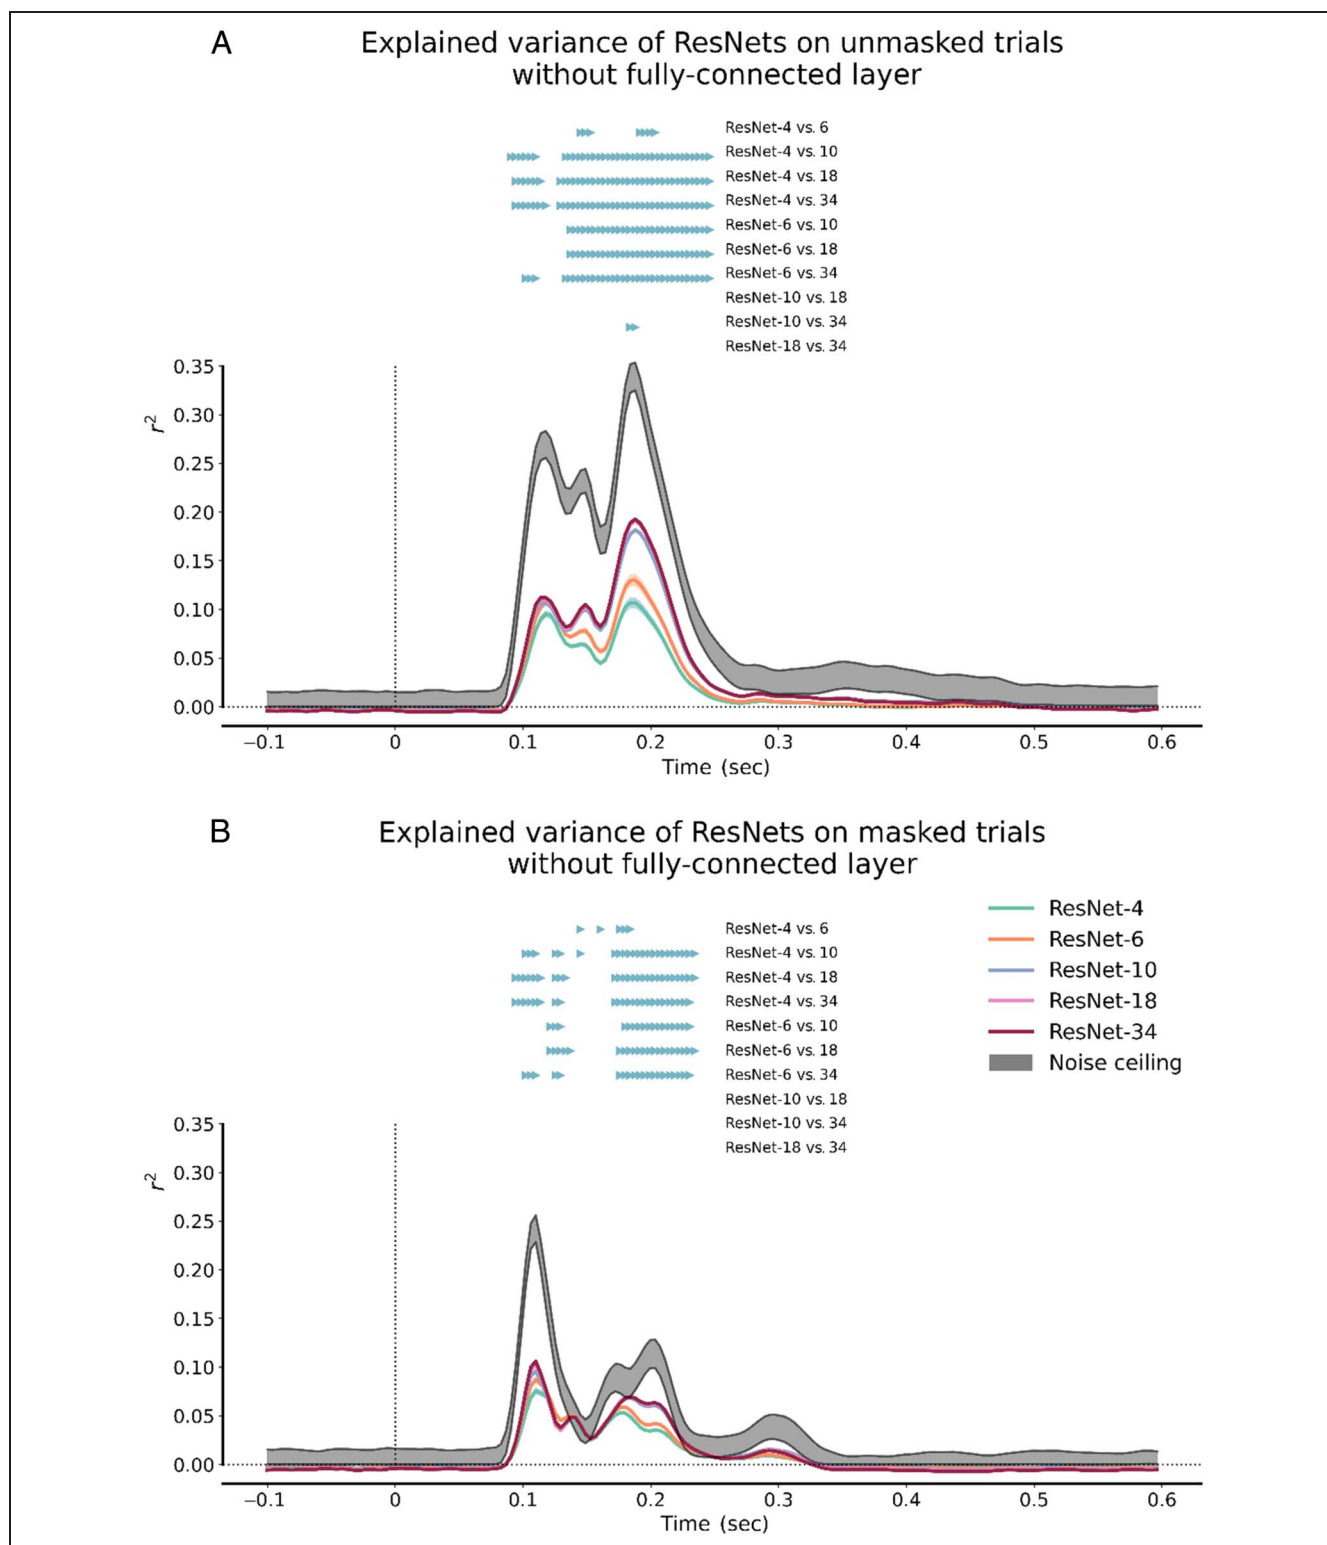 A
Explained variance of ResNets on unmasked trials
without fully-connected layer
ResNet-4 vs. 6
ResNet-4 vs. 10
ResNet-4 vs. 18
ResNet-4 vs. 34
ResNet-6 vs. 10
ResNet-6 vs. 18
ResNet-6 vs. 34
ResNet-10 vs. 18
ResNet-10 vs. 34
ResNet-18 vs. 34
r²
0.35
0.30
0.25
0.20
0.15
0.10
0.05
0.00
−0.1 0 0.1 0.2 0.3 0.4 0.5 0.6
Time (sec)
B
Explained variance of ResNets on masked trials
without fully-connected layer
ResNet-4 vs. 6
ResNet-4 vs. 10
ResNet-4 vs. 18
ResNet-4 vs. 34
ResNet-6 vs. 10
ResNet-6 vs. 18
ResNet-6 vs. 34
ResNet-10 vs. 18
ResNet-10 vs. 34
ResNet-18 vs. 34
ResNet-4
ResNet-6
ResNet-10
ResNet-18
ResNet-34
Noise ceiling
r²
0.35
0.30
0.25
0.20
0.15
0.10
0.05
0.00
−0.1 0 0.1 0.2 0.3 0.4 0.5 0.6
Time (sec)